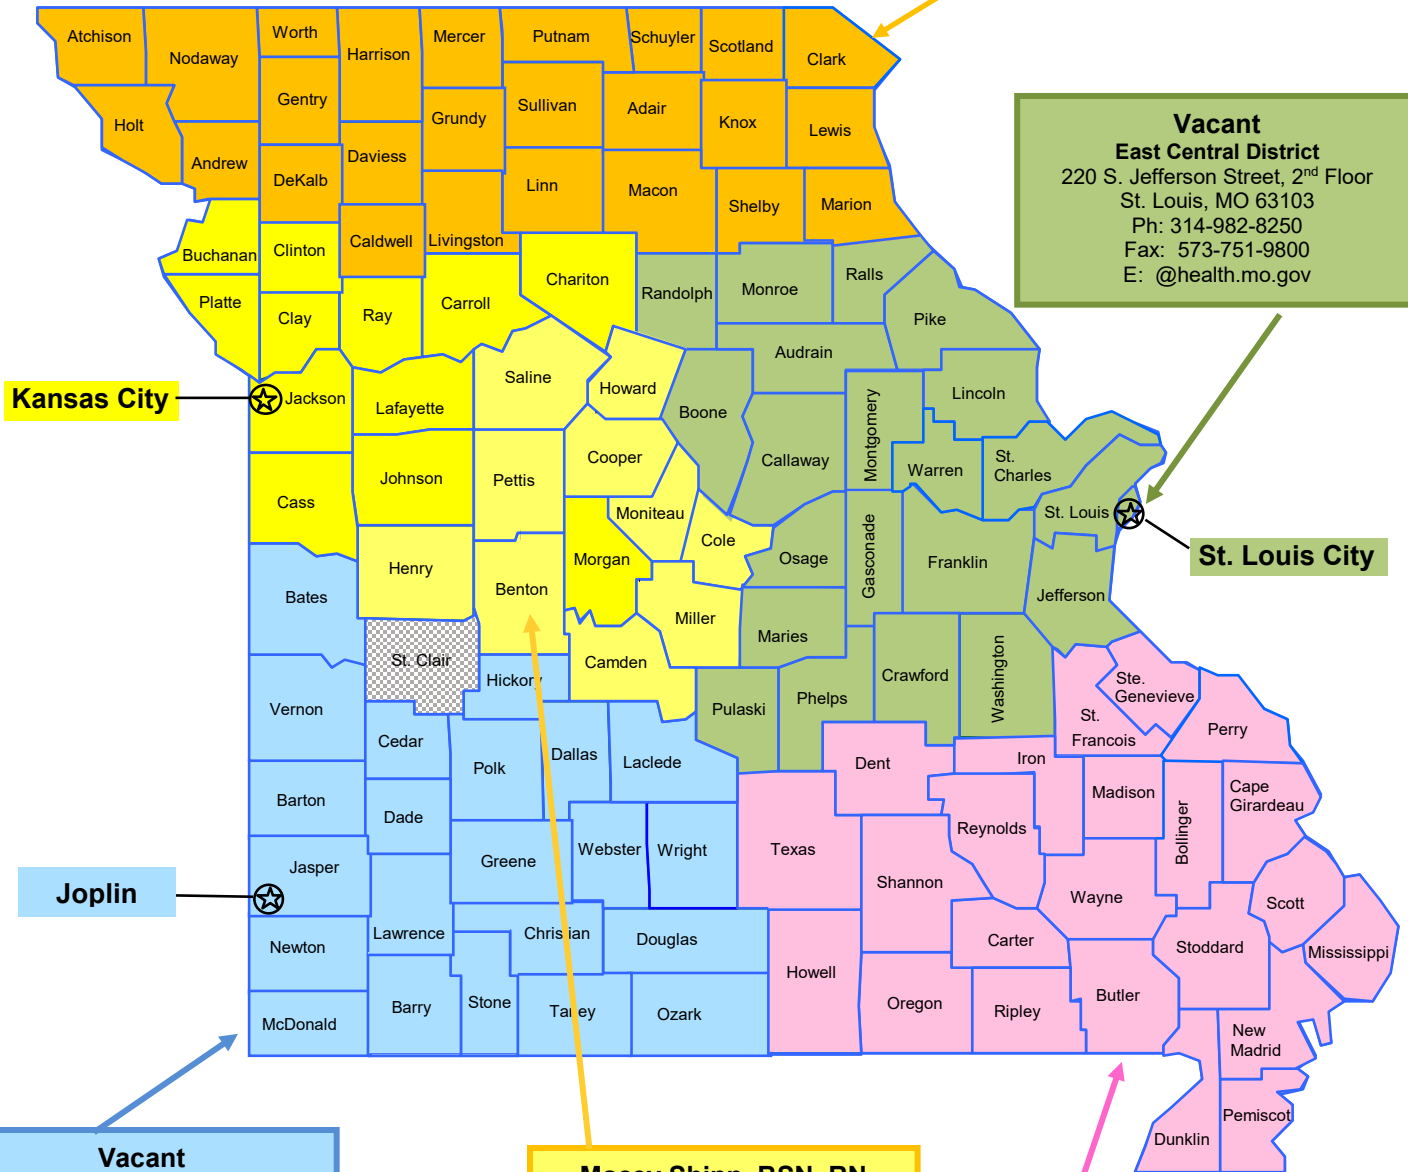 Atchison
Nodaway
Worth
Harrison
Mercer
Putnam
Schuyler
Scotland
Clark
Gentry
Holt
Andrew
DeKalb
Daviess
Grundy
Sullivan
Adair
Knox
Lewis
Linn
Macon
Shelby
Marion
Caldwell
Livingston
Buchanan
Clinton
Platte
Clay
Ray
Carroll
Chariton
Randolph
Monroe
Ralls
Pike
Audrain
Vacant
East Central District
220 S. Jefferson Street, 2nd Floor
St. Louis, MO 63103
Ph: 314-982-8250
Fax: 573-751-9800
E: @health.mo.gov
Kansas City
Jackson
Lafayette
Saline
Howard
Boone
Callaway
Montgomery
Lincoln
Warren
St.
Charles
St. Louis
St. Louis City
Cass
Johnson
Pettis
Cooper
Moniteau
Cole
Morgan
Osage
Gasconade
Franklin
Jefferson
Henry
Benton
Miller
Maries
Bates
St. Clair
Hickory
Camden
Pulaski
Phelps
Crawford
Washington
Ste.
Genevieve
St.
Francois
Perry
Vernon
Cedar
Polk
Dallas
Laclede
Dent
Iron
Madison
Bollinger
Cape
Girardeau
Barton
Dade
Greene
Webster
Wright
Texas
Reynolds
Shannon
Wayne
Scott
Mississippi
Jasper
Joplin
Newton
Lawrence
Christian
Douglas
Howell
Carter
Stoddard
McDonald
Barry
Stone
Taney
Ozark
Oregon
Ripley
Butler
New
Madrid
Pemiscot
Dunklin
Vacant
Macey Shipp, BSN, RN